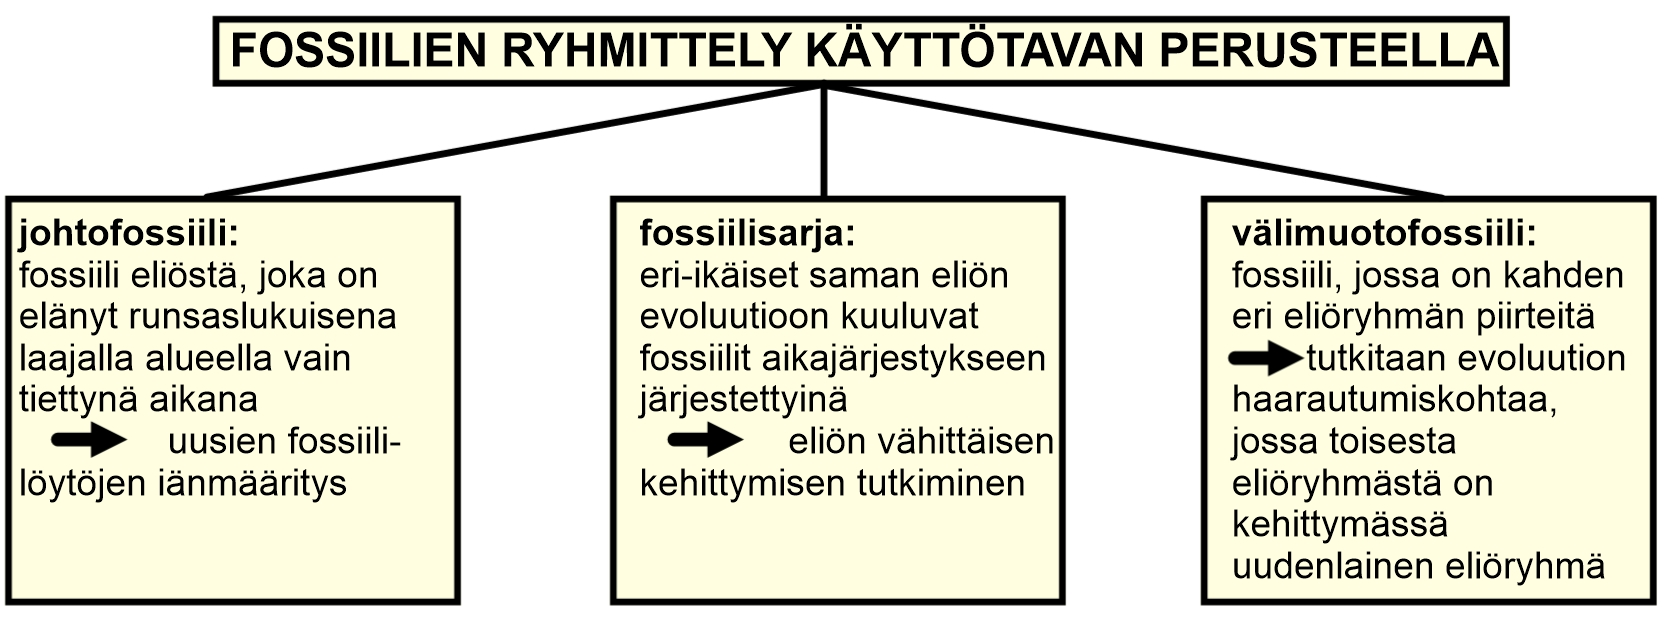 FOSSIILIEN RYHMITTELY KÄYTTÖTAVAN PERUSTEELLA
johtofossiili:
fossiili eliöstä, joka on
elänyt runsaslukuisena
laajalla alueella vain
tiettynä aikana
uusien fossiili-
löytöjen iänmääritys
fossiilisarja:
eri-ikäiset saman eliön
evoluutioon kuuluvat
fossiilit aikajärjestykseen
järjestettyinä
eliön vähittäisen
kehittymisen tutkiminen
välimuotofossiili:
fossiili, jossa on kahden
eri eliöryhmän piirteitä
tutkitaan evoluution
haarautumiskohtaa,
jossa toisesta
eliöryhmästä on
kehittymässä
uudenlainen eliöryhmä